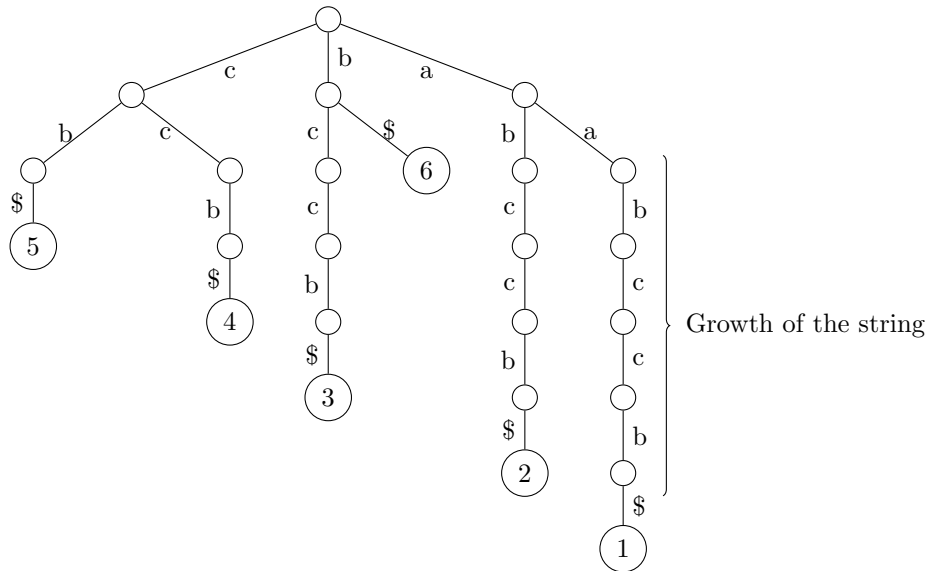 c b a
b c c $ b a
6
$ b c c b
5
$ b c c
4
$ b c
3
$ b
2
$
1
Growth of the string